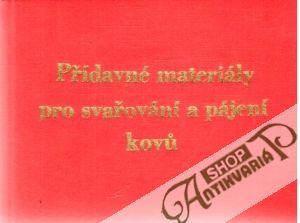 Přídavné materiály
pro svařování a pájení
kovů
SHOP
ANTIKVARIAT